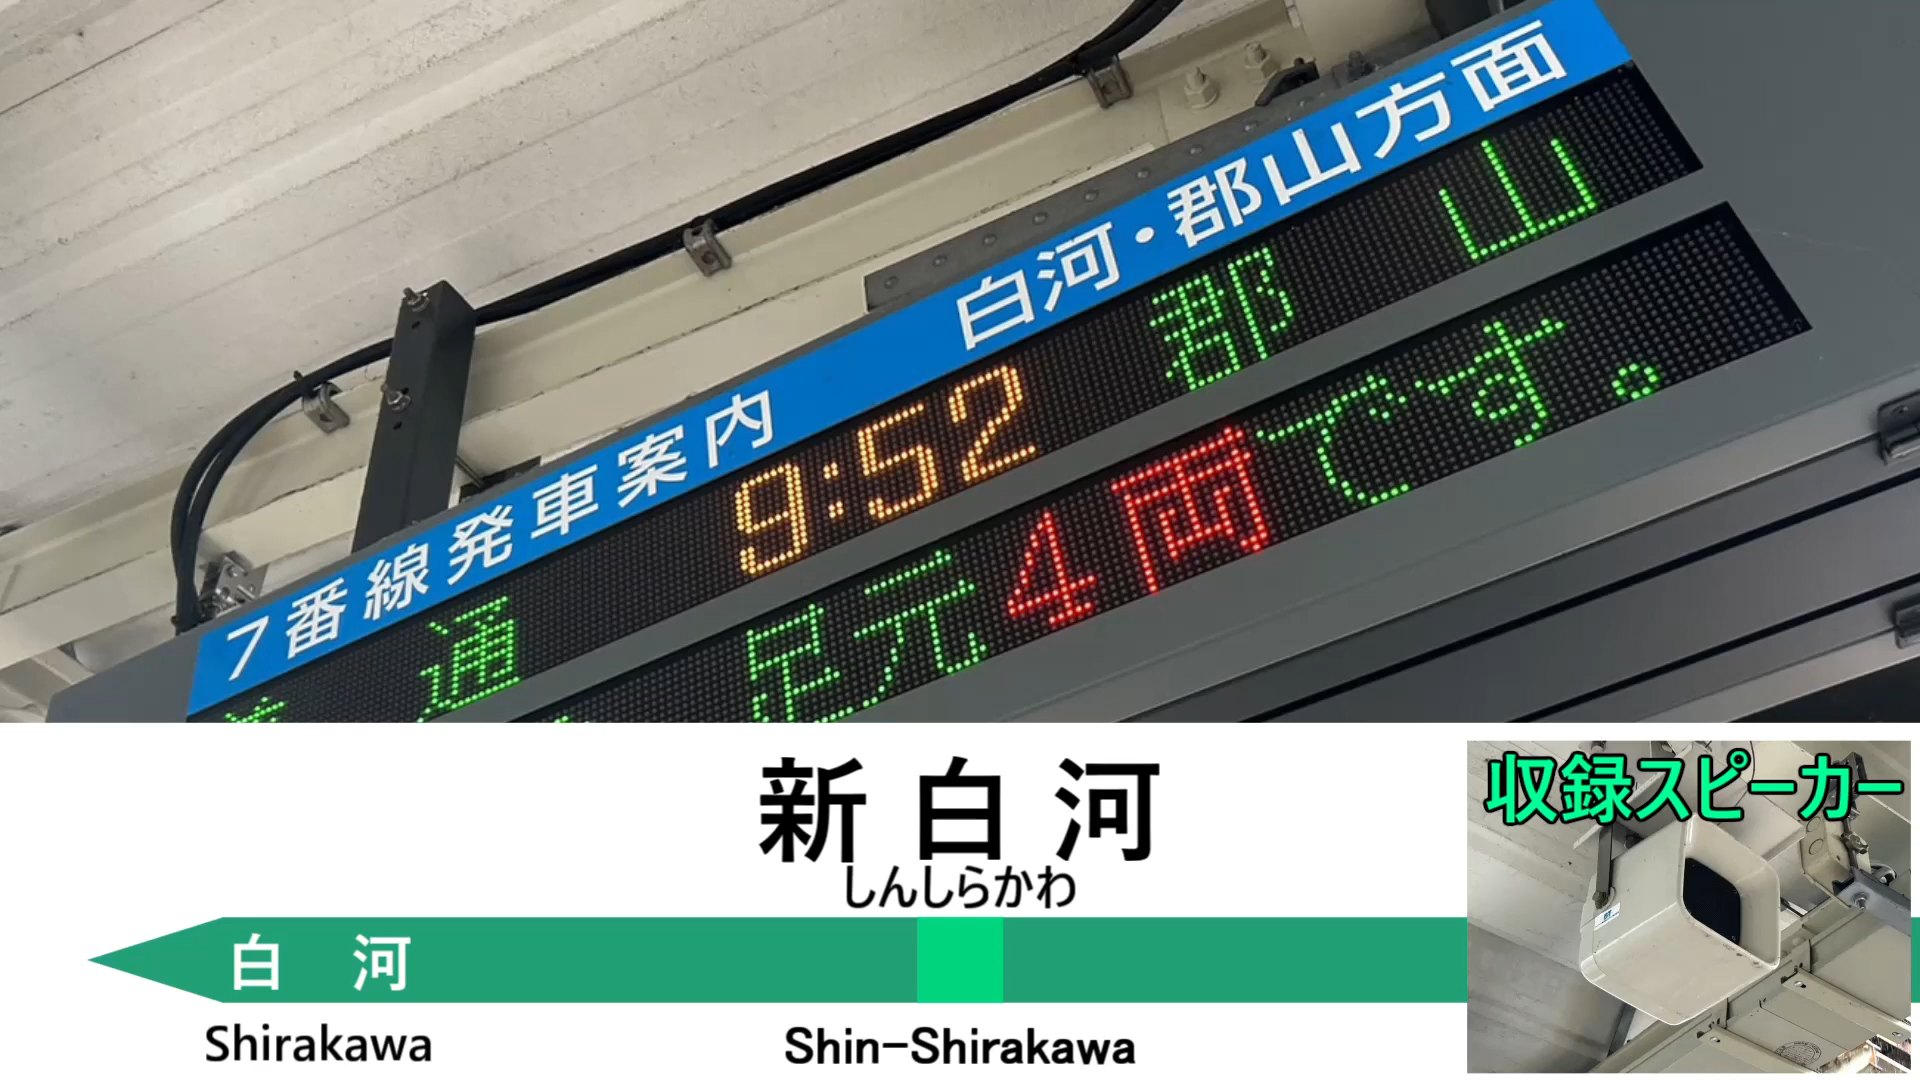 7番線発車案内 白河・郡山方面
普通 9:52 郡山
足元4両です。
新白河
しんしらかわ
収録スピーカー
白河
Shirakawa
Shin-Shirakawa